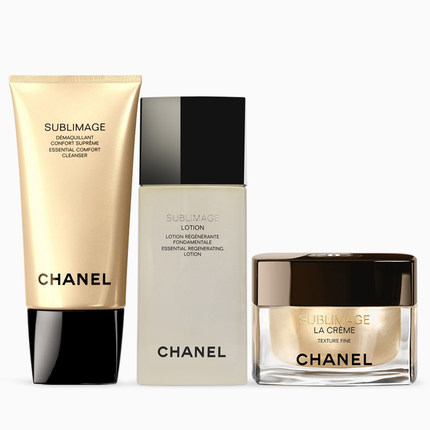 SUBLIMAGE
DÉMAQUILLANT
CONFORT SUPRÊME
ESSENTIAL COMFORT
CLEANSER
CHANEL
SUBLIMAGE
LOTION
LOTION RÉGÉNÉRANTE
FONDAMENTALE
ESSENTIAL REGENERATING
LOTION
CHANEL
SUBLIMAGE
LA CRÈME
TEXTURE FINE
CHANEL